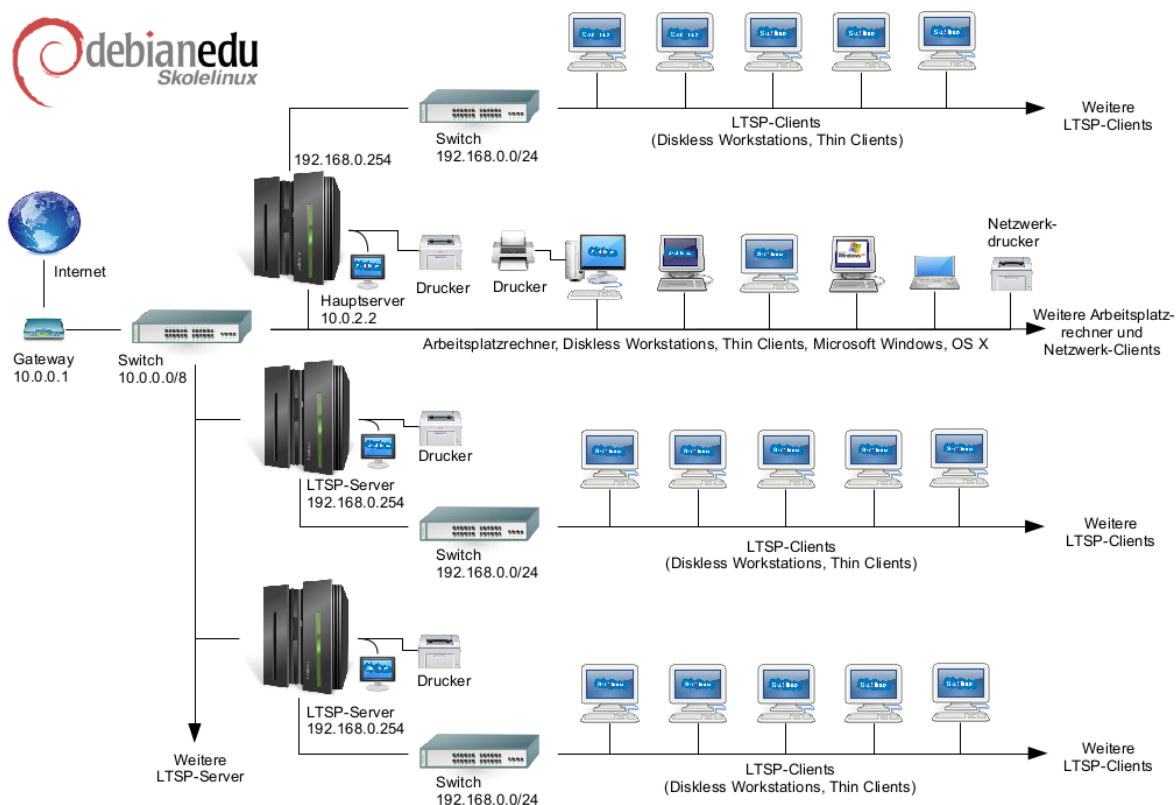 debianedu
Skolelinux
LTSP-Clients
(Diskless Workstations, Thin Clients)
Weitere
LTSP-Clients
Switch
192.168.0.0/24
192.168.0.254
Internet
Gateway
10.0.0.1
Switch
10.0.0.0/8
Hauptserver
10.0.2.2
Drucker
Drucker
Windows
Netzwerk-
drucker
Arbeitsplatzrechner, Diskless Workstations, Thin Clients, Microsoft Windows, OS X
Weitere Arbeitsplatz-
rechner und
Netzwerk-Clients
Drucker
LTSP-Server
192.168.0.254
Switch
192.168.0.0/24
LTSP-Clients
(Diskless Workstations, Thin Clients)
Weitere
LTSP-Clients
Drucker
LTSP-Server
192.168.0.254
Switch
192.168.0.0/24
LTSP-Clients
(Diskless Workstations, Thin Clients)
Weitere
LTSP-Clients
Weitere
LTSP-Server